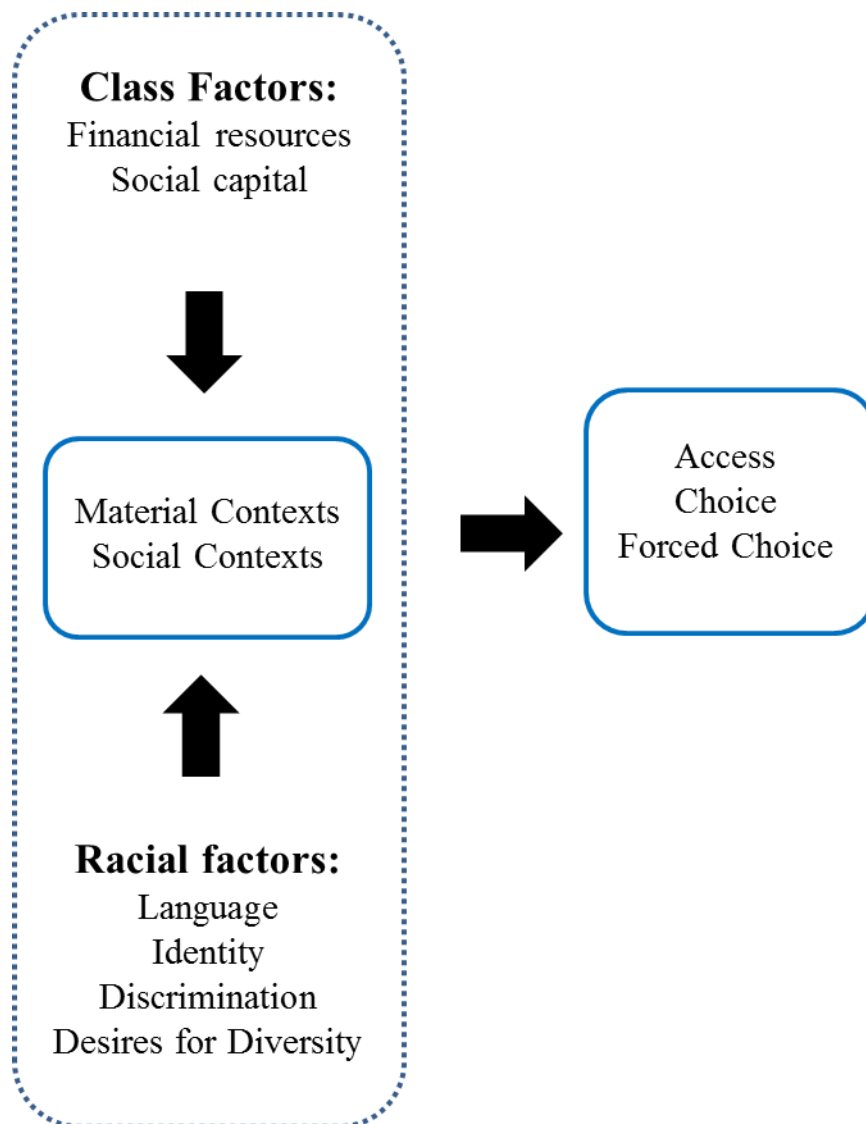 Class Factors:
Financial resources
Social capital
Material Contexts
Social Contexts
Access
Choice
Forced Choice
Racial factors:
Language
Identity
Discrimination
Desires for Diversity